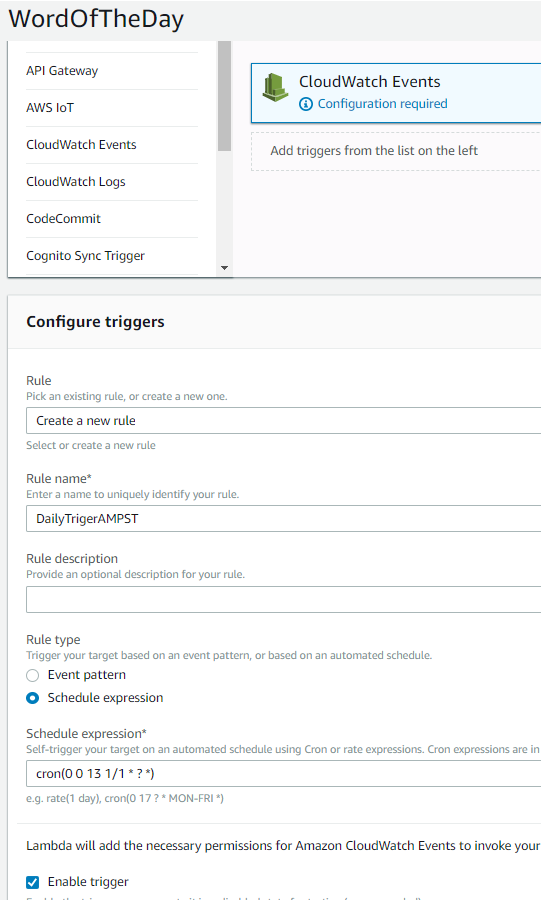 WordOfTheDay
API Gateway
AWS IoT
CloudWatch Events
CloudWatch Logs
CodeCommit
Cognito Sync Trigger
CloudWatch Events
Configuration required
Add triggers from the list on the left
Configure triggers
Rule
Pick an existing rule, or create a new one.
Create a new rule
Select or create a new rule
Rule name*
Enter a name to uniquely identify your rule.
DailyTrigerAMPST
Rule description
Provide an optional description for your rule.
Rule type
Trigger your target based on an event pattern, or based on an automated schedule.
Event pattern
Schedule expression
Schedule expression*
Self-trigger your target on an automated schedule using Cron or rate expressions. Cron expressions are in
cron(0 0 13 1/1 * ? *)
e.g. rate(1 day), cron(0 17 ? * MON-FRI *)
Lambda will add the necessary permissions for Amazon CloudWatch Events to invoke your
Enable trigger